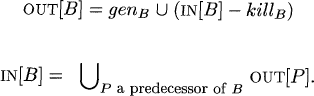 OUT[B] = gen_B ∪ (IN[B] − kill_B)
IN[B] = ⋃_{P a predecessor of B} OUT[P].